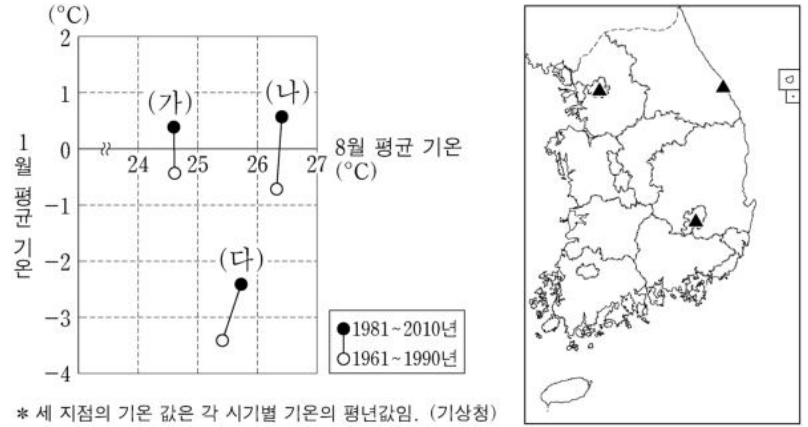 (℃)
2
1
0
-1
-2
-3
-4
1월 평균 기온
24 25 26 27
8월 평균 기온
(℃)
(가)
(나)
(다)
●1981~2010년
○1961~1990년
* 세 지점의 기온 값은 각 시기별 기온의 평년값임. (기상청)